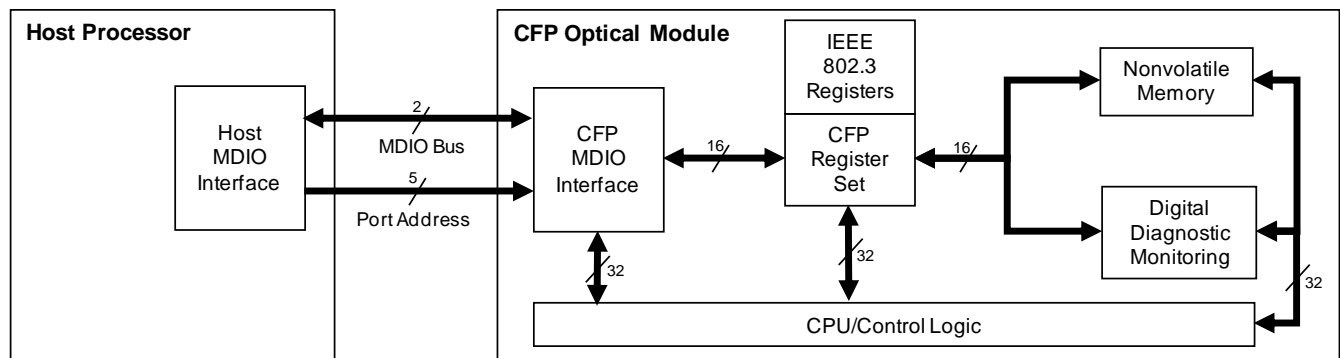 Host Processor
CFP Optical Module
Host
MDIO
Interface
2
MDIO Bus
5
Port Address
CFP
MDIO
Interface
16
IEEE
802.3
Registers
CFP
Register
Set
16
Nonvolatile
Memory
Digital
Diagnostic
Monitoring
32
32
32
CPU/Control Logic